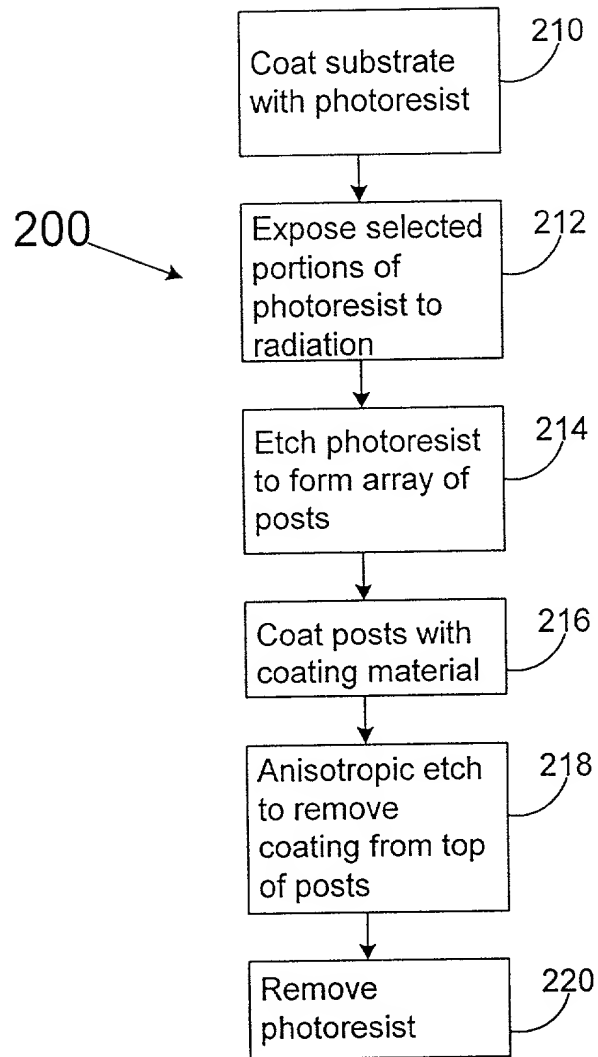 210
Coat substrate
with photoresist
200
212
Expose selected
portions of
photoresist to
radiation
214
Etch photoresist
to form array of
posts
216
Coat posts with
coating material
218
Anisotropic etch
to remove
coating from top
of posts
220
Remove
photoresist